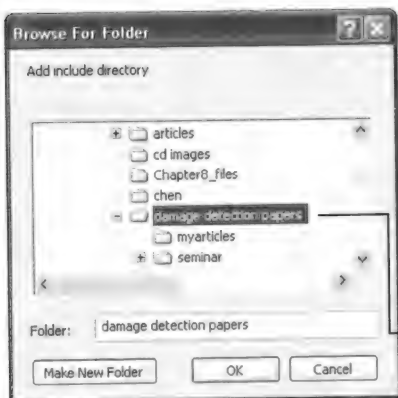 Browse For Folder
Add include directory
articles
cd images
Chapter8_files
chen
damage detection papers
myarticles
seminar
Folder: damage detection papers
Make New Folder OK Cancel